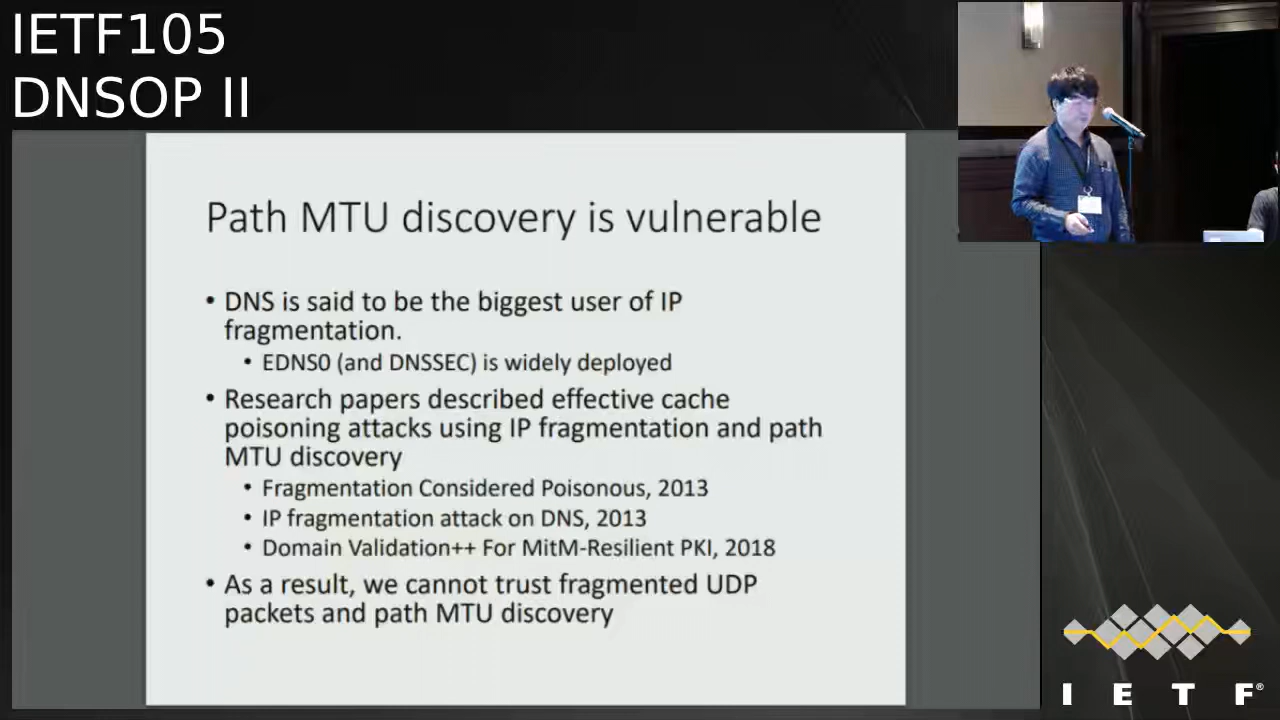 IETF105
DNSOP II
Path MTU discovery is vulnerable
• DNS is said to be the biggest user of IP
fragmentation.
• EDNS0 (and DNSSEC) is widely deployed
• Research papers described effective cache
poisoning attacks using IP fragmentation and path
MTU discovery
• Fragmentation Considered Poisonous, 2013
• IP fragmentation attack on DNS, 2013
• Domain Validation++ For MitM-Resilient PKI, 2018
• As a result, we cannot trust fragmented UDP
packets and path MTU discovery
I E T F®